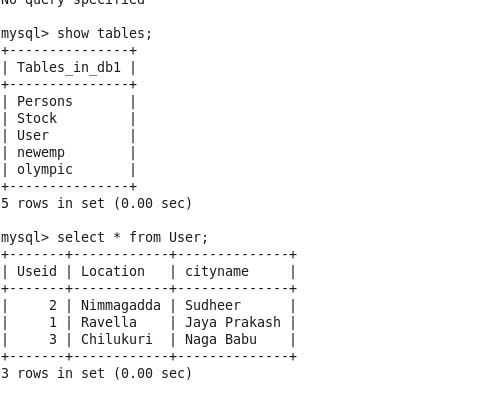 No query specified
mysql> show tables;
+---------------+
| Tables_in_db1 |
+---------------+
| Persons       |
| Stock         |
| User          |
| newemp        |
| olympic       |
+---------------+
5 rows in set (0.00 sec)
mysql> select * from User;
+-------+------------+--------------+
| Useid | Location   | cityname     |
+-------+------------+--------------+
|     2 | Nimmagadda | Sudheer      |
|     1 | Ravella    | Jaya Prakash |
|     3 | Chilukuri  | Naga Babu    |
+-------+------------+--------------+
3 rows in set (0.00 sec)